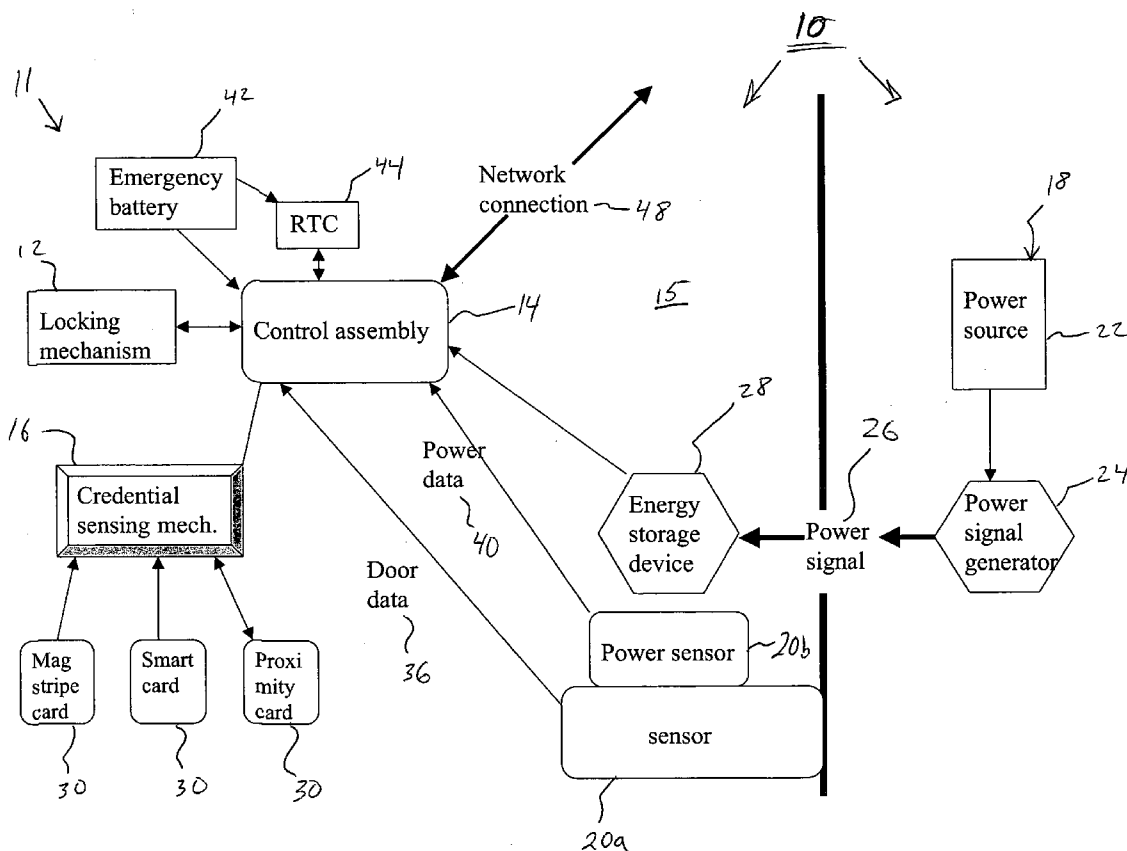 10
11
42
Emergency
battery
44
RTC
Network
connection
48
18
Power
source
22
12
Locking
mechanism
Control assembly
14
15
28
26
16
Credential
sensing mech.
Power
data
40
Energy
storage
device
Power
signal
Power
signal
generator
24
Door
data
36
Power sensor
20b
Mag
stripe
card
Smart
card
Proxi
mity
card
sensor
30
30
30
20a